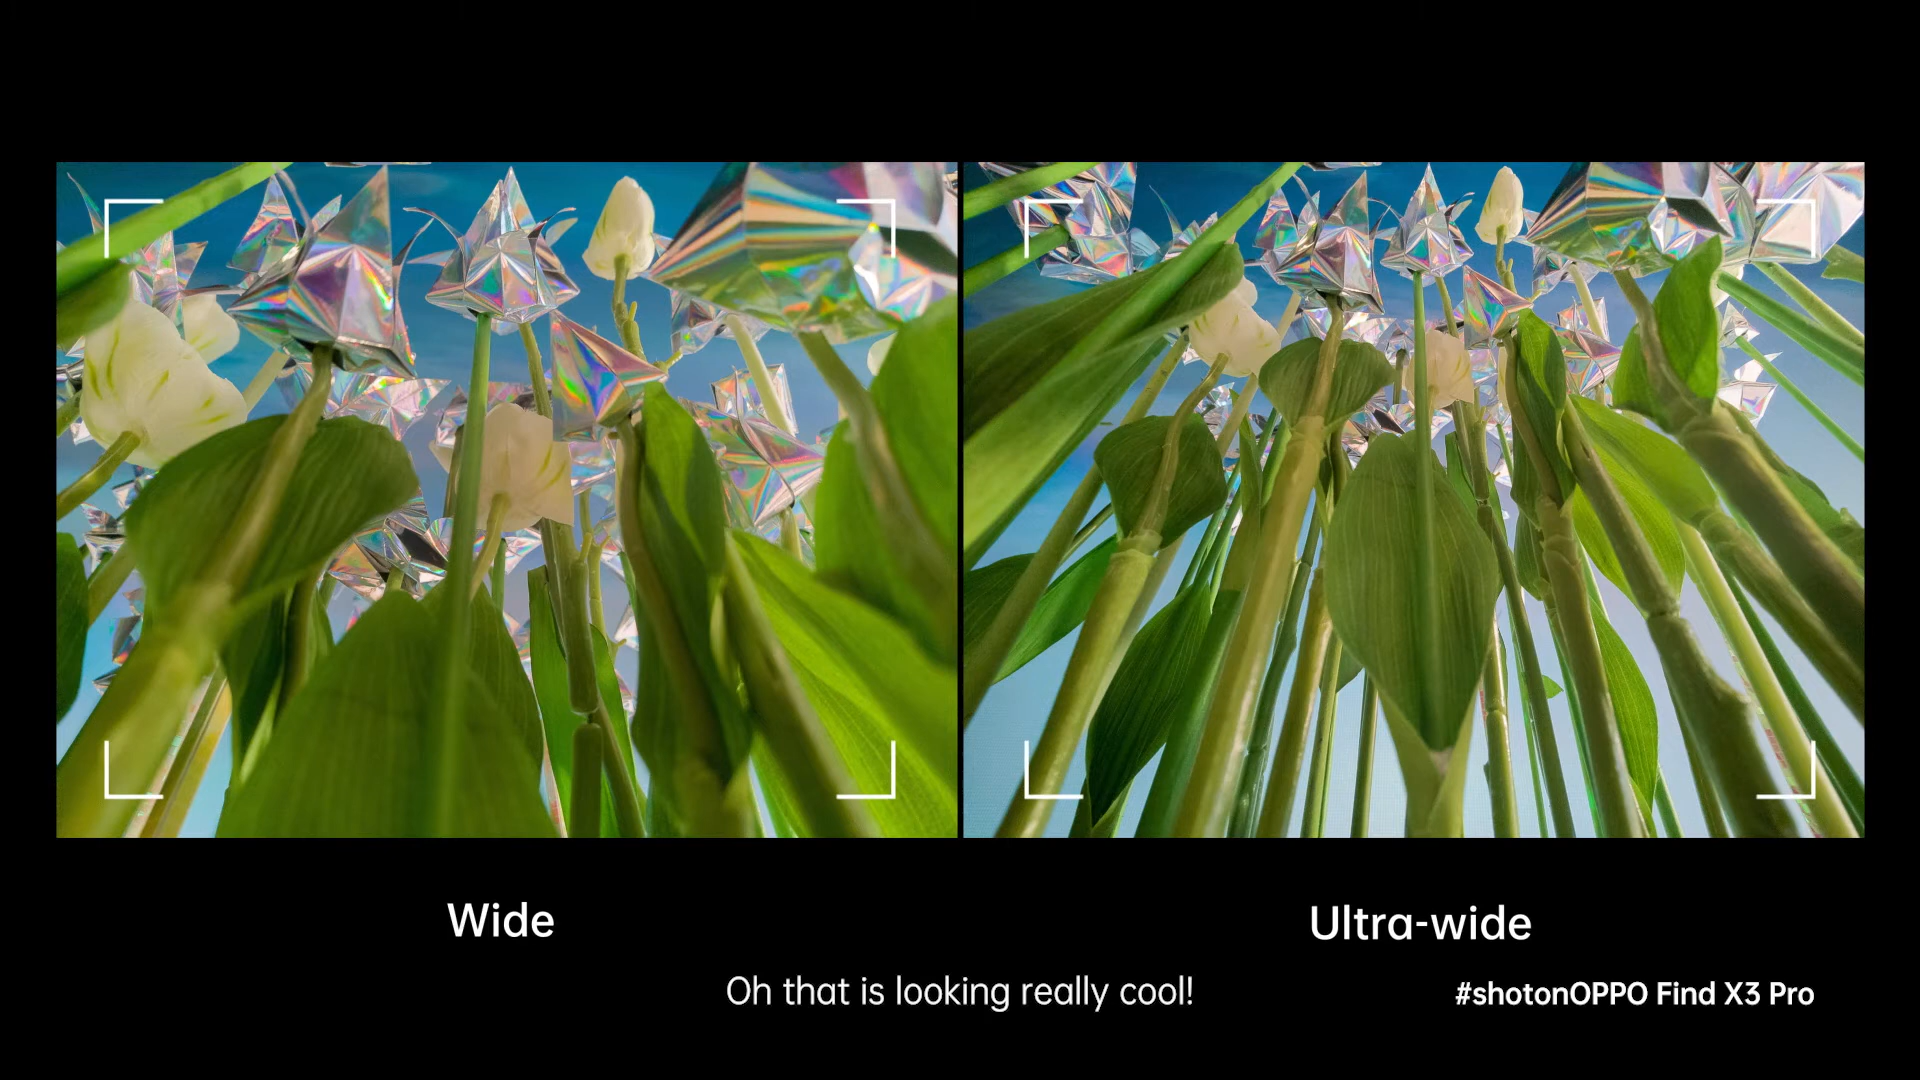 Wide
Ultra-wide
Oh that is looking really cool!
#shotonOPPO Find X3 Pro